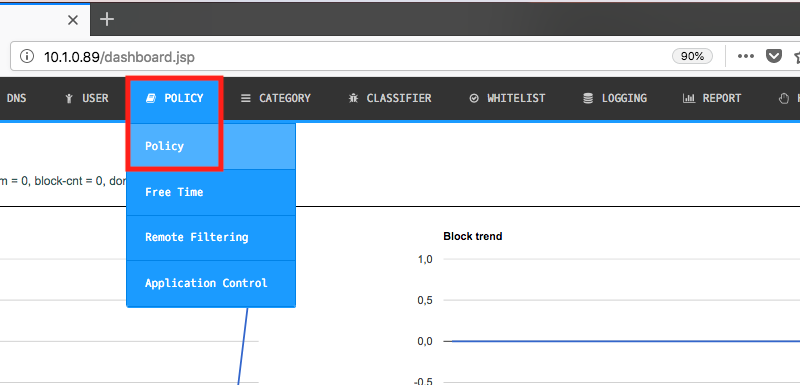 10.1.0.89/dashboard.jsp
90%
DNS
USER
POLICY
CATEGORY
CLASSIFIER
WHITELIST
LOGGING
REPORT
Policy
m = 0, block-cnt = 0, dom
Free Time
Remote Filtering
Application Control
Block trend
1,0
0,5
0,0
-0,5